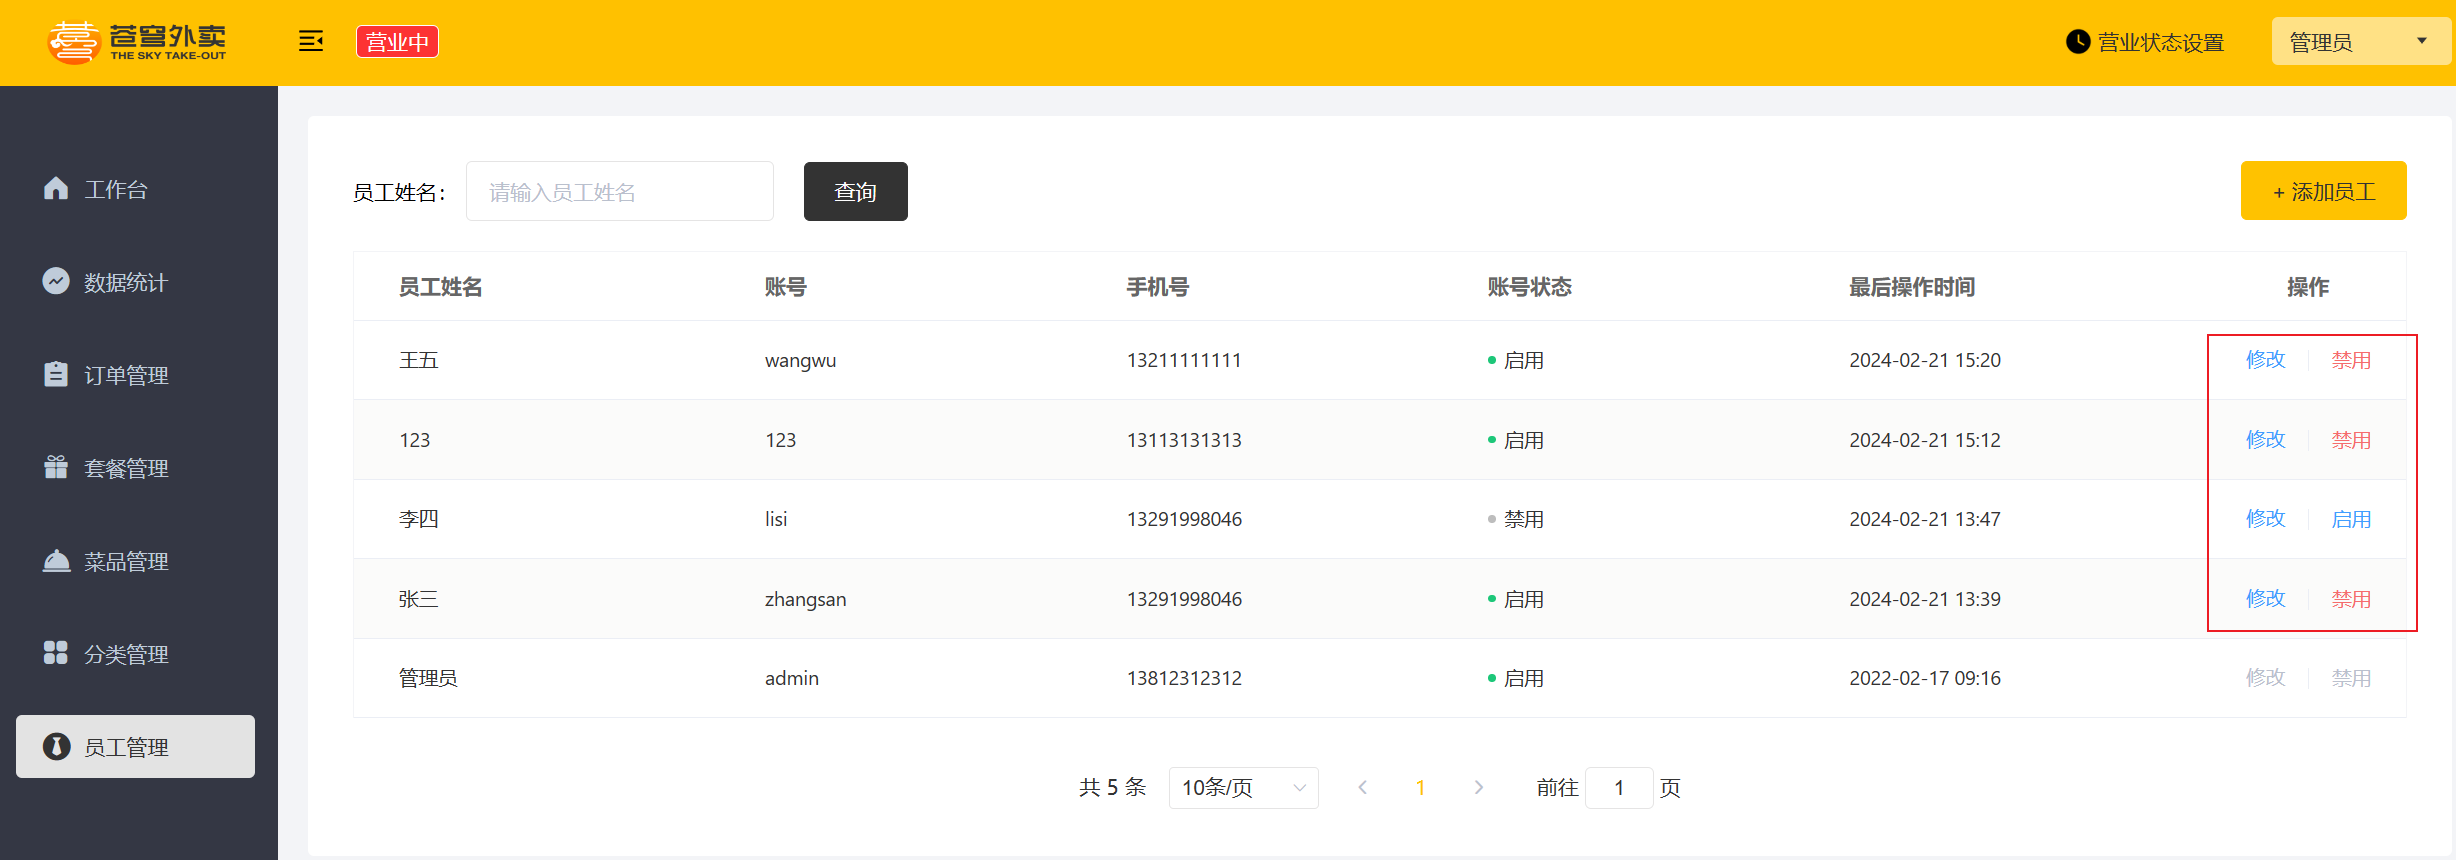 苍穹外卖
THE SKY TAKE-OUT
营业中
营业状态设置
管理员
工作台
数据统计
订单管理
套餐管理
菜品管理
分类管理
员工管理
员工姓名：
请输入员工姓名
查询
+ 添加员工
员工姓名 账号 手机号 账号状态 最后操作时间 操作
王五 wangwu 13211111111 启用 2024-02-21 15:20 修改 禁用
123 123 13113131313 启用 2024-02-21 15:12 修改 禁用
李四 lisi 13291998046 禁用 2024-02-21 13:47 修改 启用
张三 zhangsan 13291998046 启用 2024-02-21 13:39 修改 禁用
管理员 admin 13812312312 启用 2022-02-17 09:16 修改 禁用
共 5 条 10条/页 1 前往 1 页